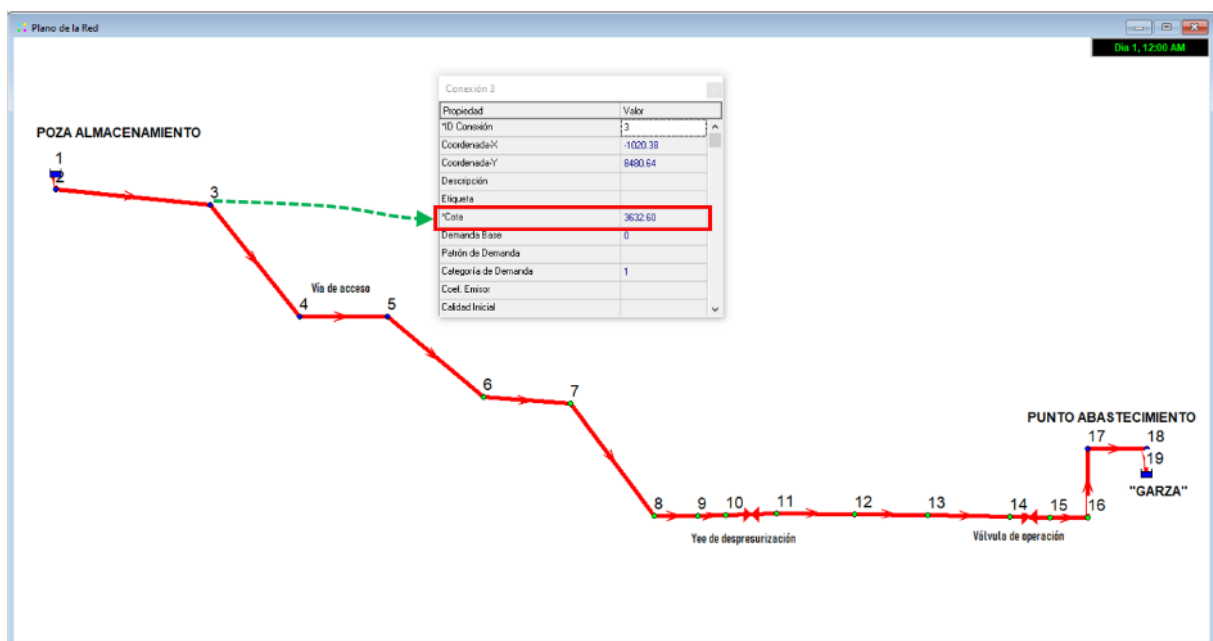 Plano de la Red
Día 1, 12:00 AM
Conexión 3
Propiedad Valor
*ID Conexión 3
Coordenada-X -1020.38
Coordenada-Y 8480.64
Descripción
Etiqueta
*Cota 3632.60
Demanda Base 0
Patrón de Demanda
Categoría de Demanda 1
Coef. Emisor
Calidad Inicial
POZA ALMACENAMIENTO
1
2
3
Vía de acceso
4 5
6 7
PUNTO ABASTECIMIENTO
17 18
19
"GARZA"
8 9 10 11 12 13 14 15 16
Yee de despresurización
Válvula de operación